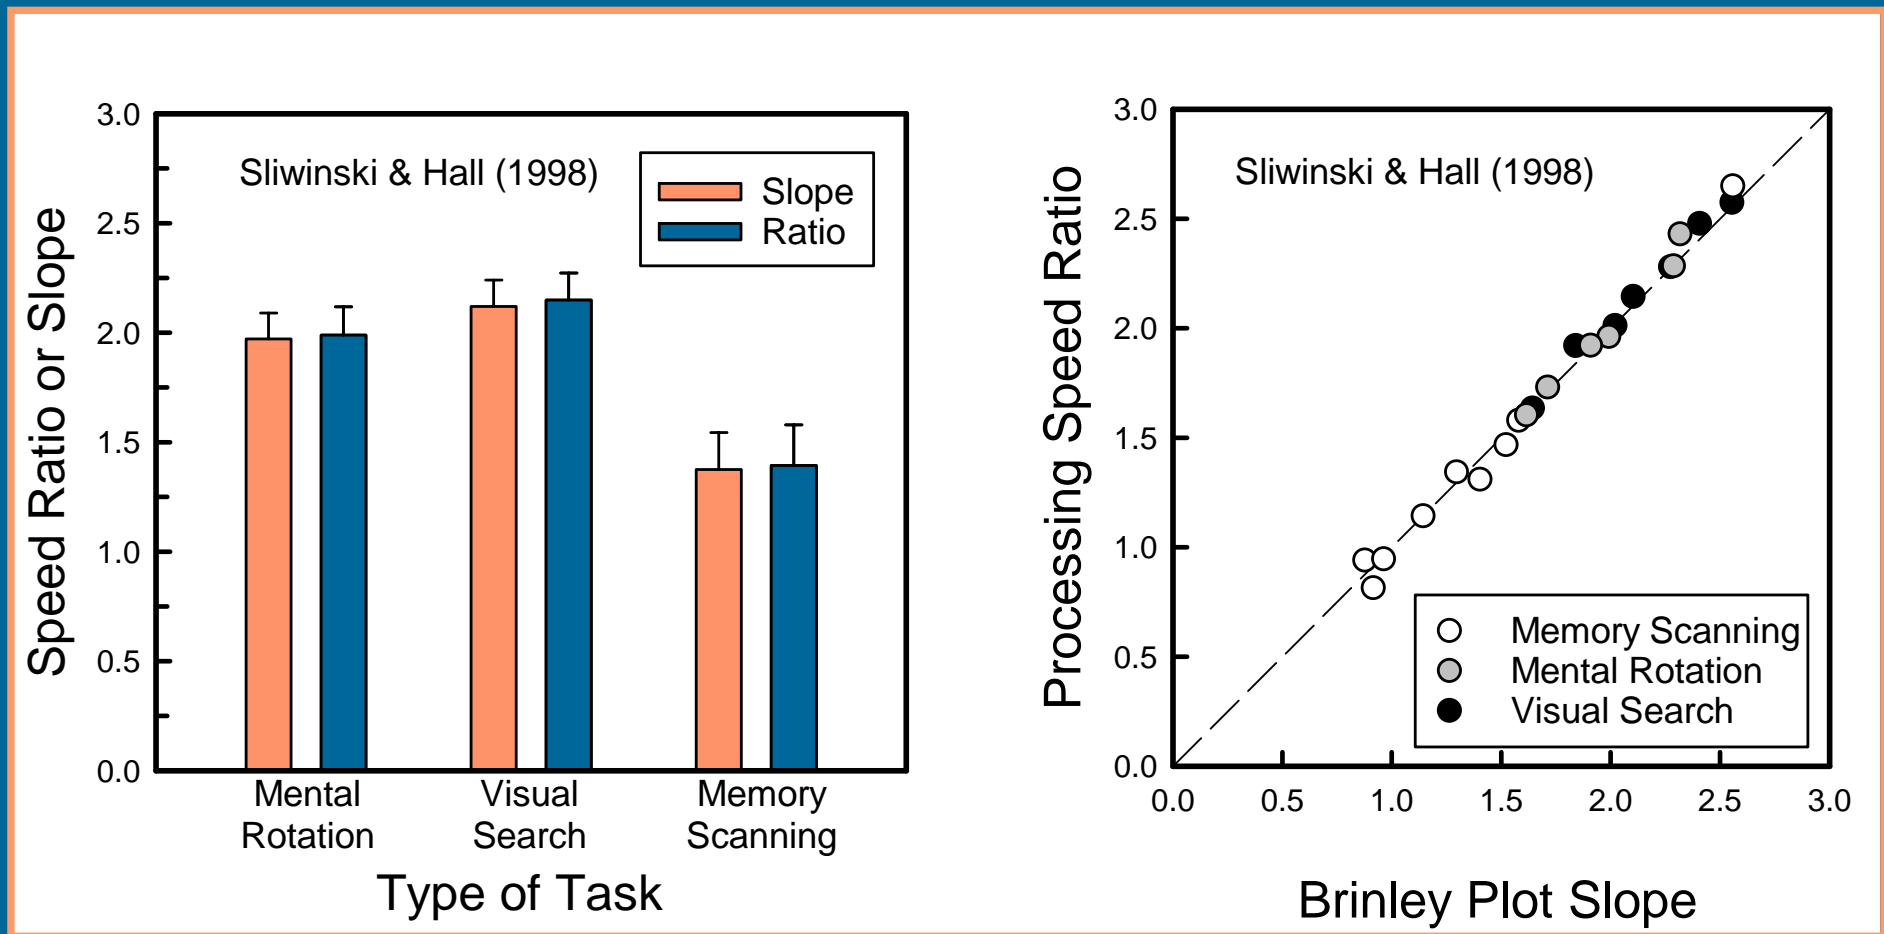 Sliwinski & Hall (1998)
Slope
Ratio
Speed Ratio or Slope
3.0
2.5
2.0
1.5
1.0
0.5
0.0
Mental
Rotation
Visual
Search
Memory
Scanning
Type of Task
Sliwinski & Hall (1998)
Processing Speed Ratio
3.0
2.5
2.0
1.5
1.0
0.5
0.0
Memory Scanning
Mental Rotation
Visual Search
0.0 0.5 1.0 1.5 2.0 2.5 3.0
Brinley Plot Slope